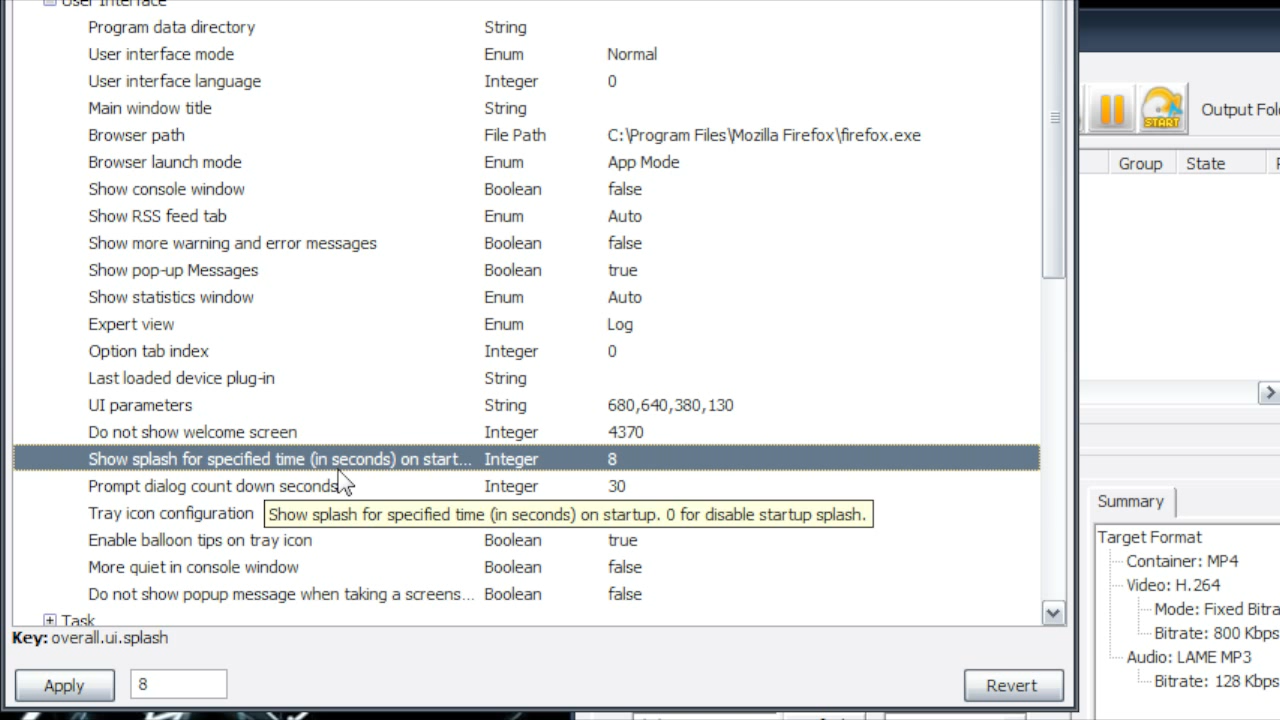 User Interface
Program data directory String
User interface mode Enum Normal
User interface language Integer 0
Main window title String
Browser path File Path C:\Program Files\Mozilla Firefox\firefox.exe
Browser launch mode Enum App Mode
Show console window Boolean false
Show RSS feed tab Enum Auto
Show more warning and error messages Boolean false
Show pop-up Messages Boolean true
Show statistics window Enum Auto
Expert view Enum Log
Option tab index Integer 0
Last loaded device plug-in String
UI parameters String 680,640,380,130
Do not show welcome screen Integer 4370
Show splash for specified time (in seconds) on start... Integer 8
Prompt dialog count down seconds Integer 30
Tray icon configuration
Show splash for specified time (in seconds) on startup. 0 for disable startup splash.
Enable balloon tips on tray icon Boolean true
More quiet in console window Boolean false
Do not show popup message when taking a screens... Boolean false
Task
Key: overall.ui.splash
Apply 8 Revert
START Output Fol
Group State
Summary
Target Format
Container: MP4
Video: H.264
Mode: Fixed Bitra
Bitrate: 800 Kbps
Audio: LAME MP3
Bitrate: 128 Kbps